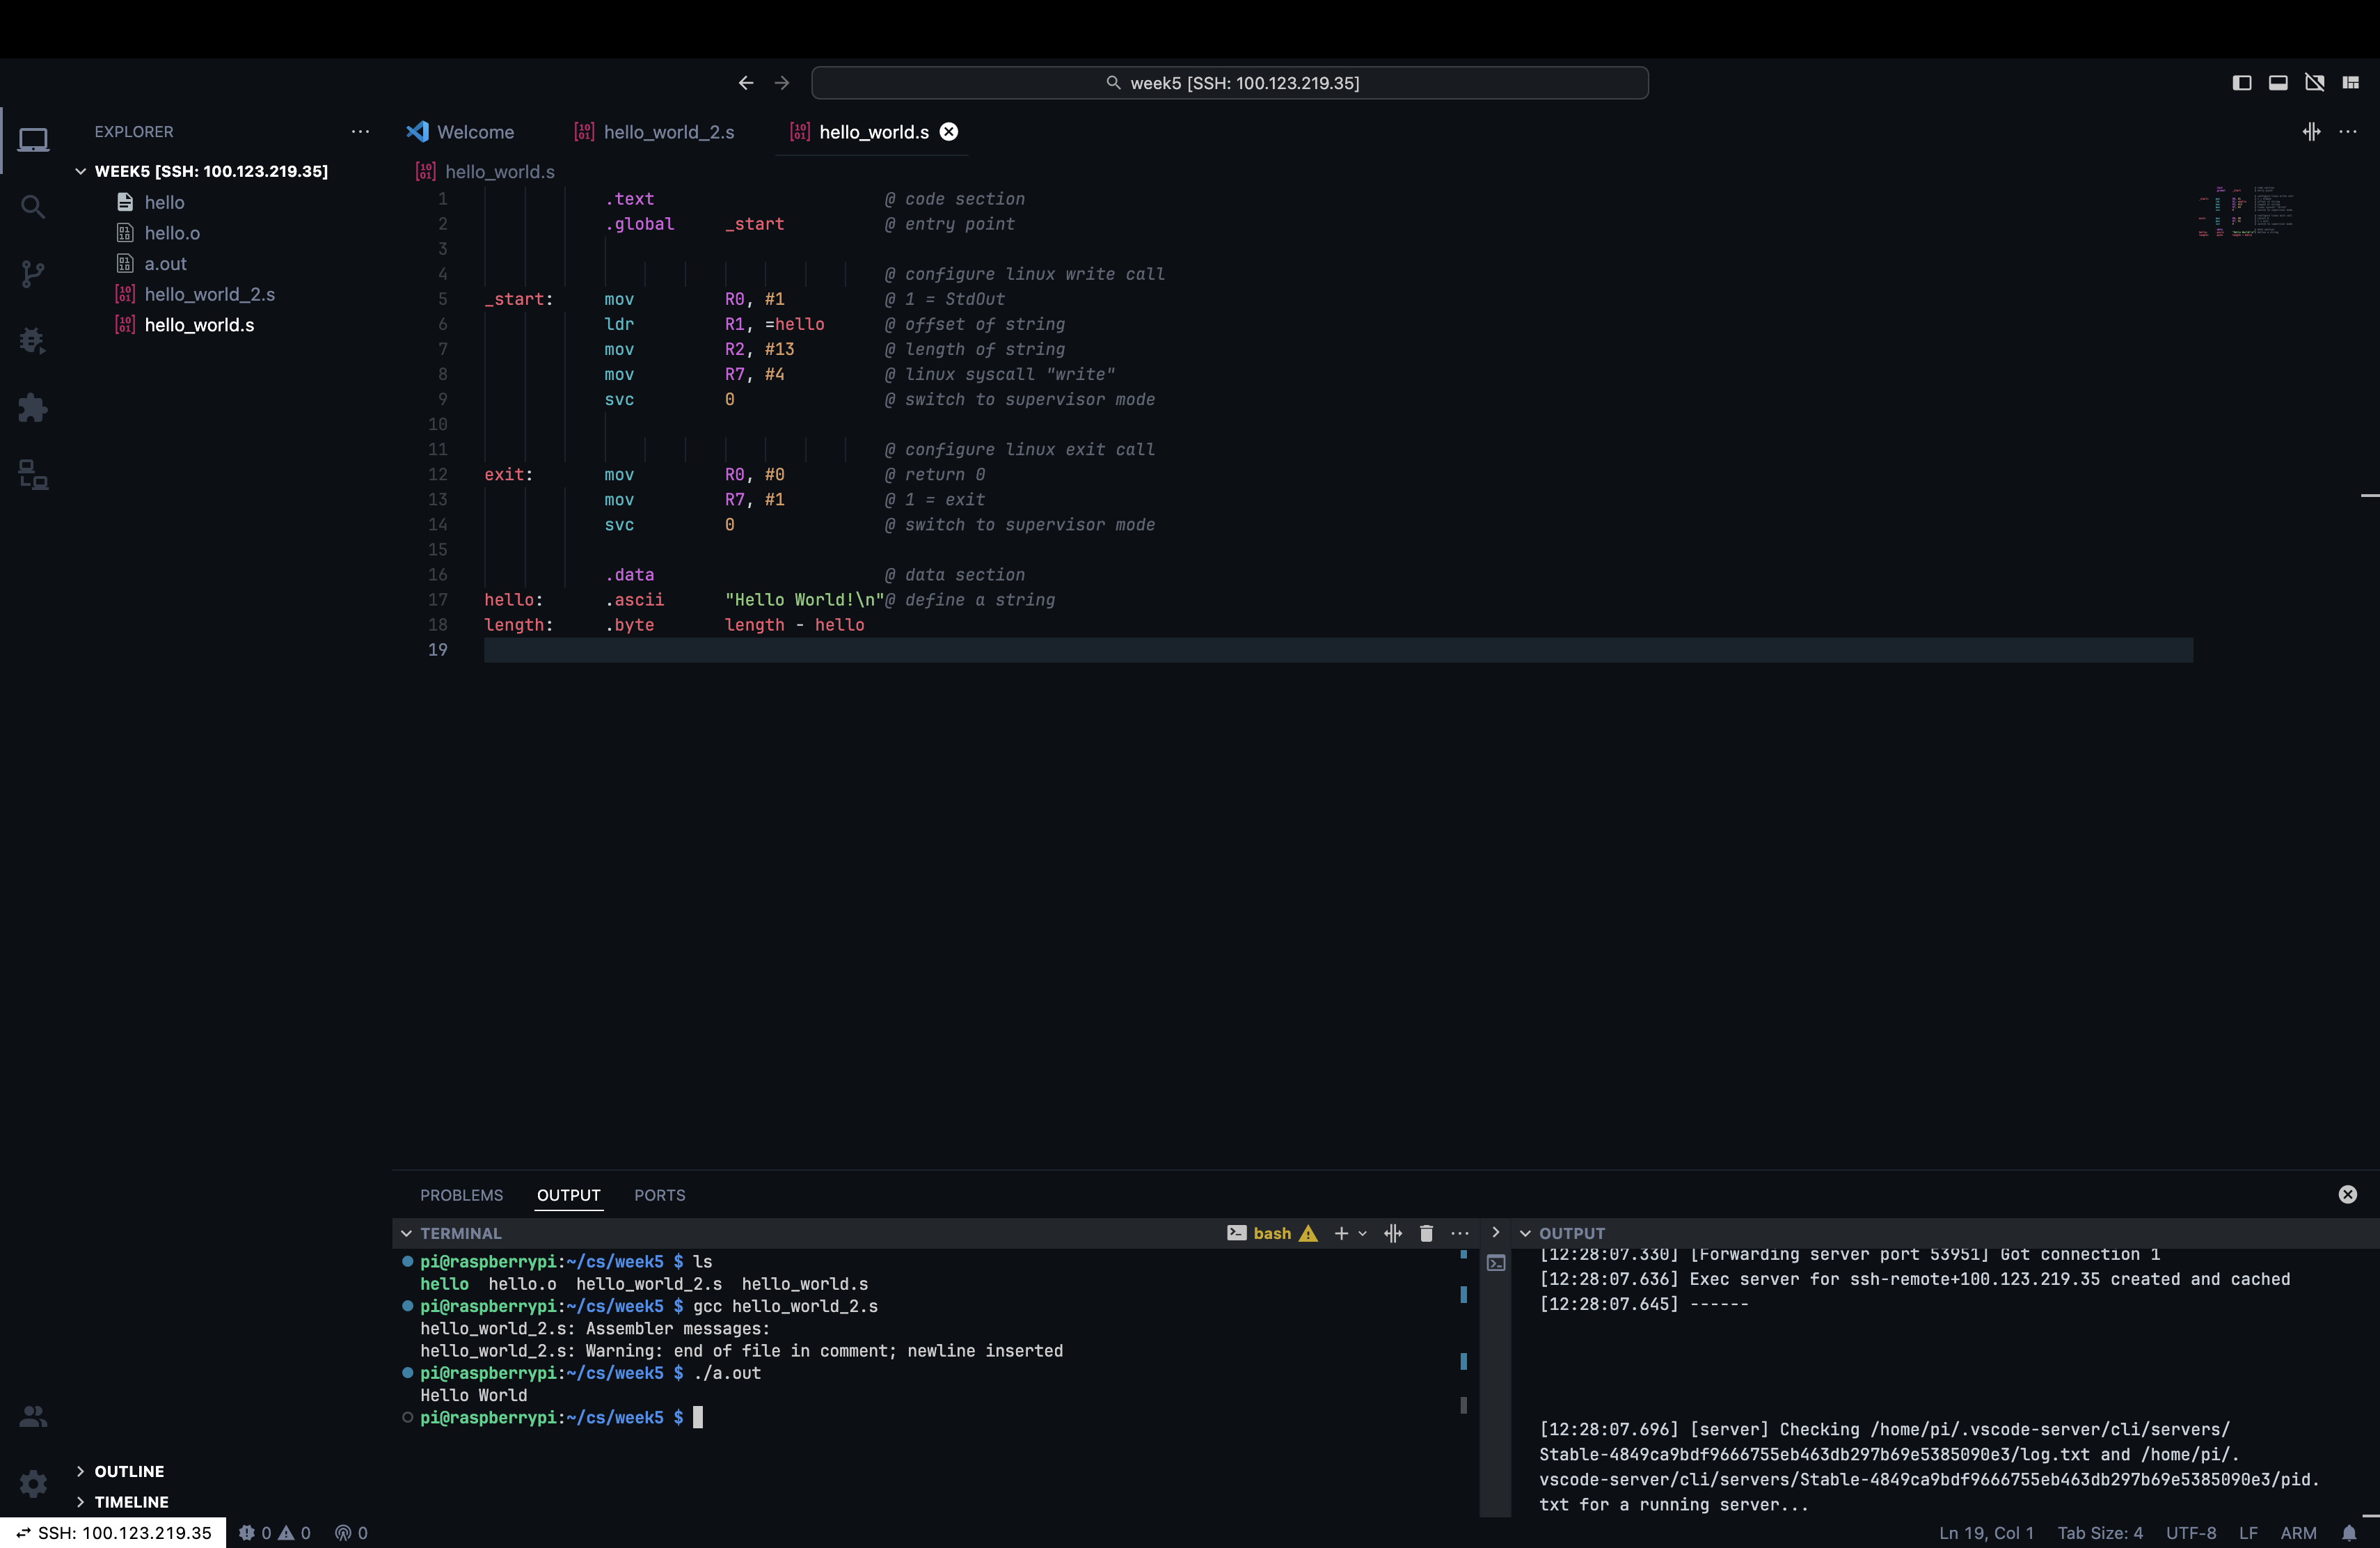 week5 [SSH: 100.123.219.35]
EXPLORER
WEEK5 [SSH: 100.123.219.35]
hello
hello.o
a.out
hello_world_2.s
hello_world.s
Welcome
hello_world_2.s
hello_world.s
hello_world.s
1 .text @ code section
2 .global _start @ entry point
3
4 @ configure linux write call
5 _start: mov R0, #1 @ 1 = StdOut
6 ldr R1, =hello @ offset of string
7 mov R2, #13 @ length of string
8 mov R7, #4 @ linux syscall "write"
9 svc 0 @ switch to supervisor mode
10
11 @ configure linux exit call
12 exit: mov R0, #0 @ return 0
13 mov R7, #1 @ 1 = exit
14 svc 0 @ switch to supervisor mode
15
16 .data @ data section
17 hello: .ascii "Hello World!\n"@ define a string
18 length: .byte length - hello
19
PROBLEMS OUTPUT PORTS
TERMINAL
bash
pi@raspberrypi:~/cs/week5 $ ls
hello hello.o hello_world_2.s hello_world.s
pi@raspberrypi:~/cs/week5 $ gcc hello_world_2.s
hello_world_2.s: Assembler messages:
hello_world_2.s: Warning: end of file in comment; newline inserted
pi@raspberrypi:~/cs/week5 $ ./a.out
Hello World
pi@raspberrypi:~/cs/week5 $
OUTPUT
[12:28:07.330] [Forwarding server port 53951] Got connection 1
[12:28:07.636] Exec server for ssh-remote+100.123.219.35 created and cached
[12:28:07.645] ------
[12:28:07.696] [server] Checking /home/pi/.vscode-server/cli/servers/
Stable-4849ca9bdf9666755eb463db297b69e5385090e3/log.txt and /home/pi/.
vscode-server/cli/servers/Stable-4849ca9bdf9666755eb463db297b69e5385090e3/pid.
txt for a running server...
OUTLINE
TIMELINE
SSH: 100.123.219.35 0 0 0
Ln 19, Col 1 Tab Size: 4 UTF-8 LF ARM